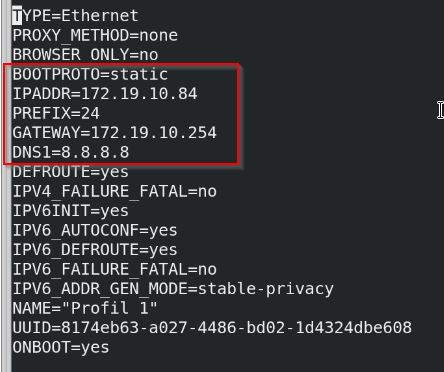 TYPE=Ethernet
PROXY_METHOD=none
BROWSER_ONLY=no
BOOTPROTO=static
IPADDR=172.19.10.84
PREFIX=24
GATEWAY=172.19.10.254
DNS1=8.8.8.8
DEFROUTE=yes
IPV4_FAILURE_FATAL=no
IPV6INIT=yes
IPV6_AUTOCONF=yes
IPV6_DEFROUTE=yes
IPV6_FAILURE_FATAL=no
IPV6_ADDR_GEN_MODE=stable-privacy
NAME="Profil 1"
UUID=8174eb63-a027-4486-bd02-1d4324dbe608
ONBOOT=yes